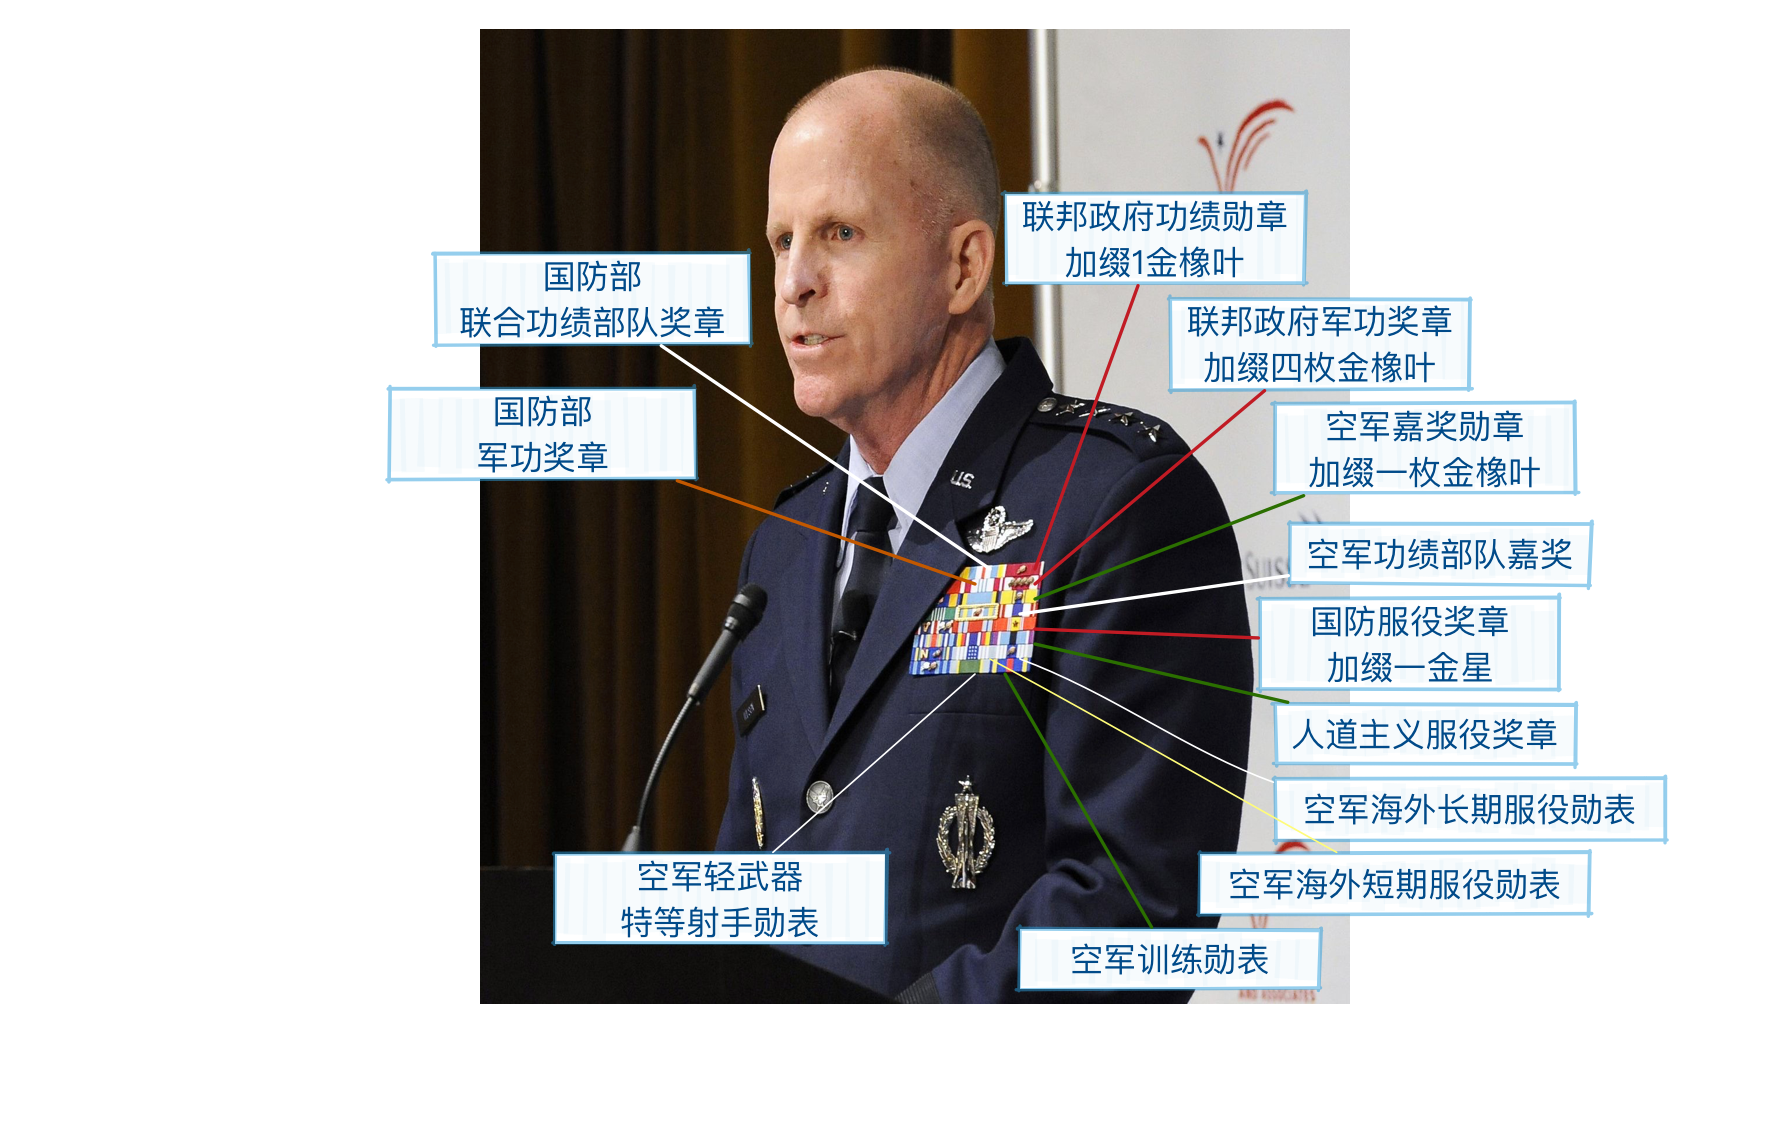 联邦政府功绩勋章
加缀1金橡叶
国防部
联合功绩部队奖章
联邦政府军功奖章
加缀四枚金橡叶
国防部
军功奖章
空军嘉奖勋章
加缀一枚金橡叶
U.S.
空军功绩部队嘉奖
SUISSE
国防服役奖章
加缀一金星
人道主义服役奖章
空军海外长期服役勋表
空军轻武器
特等射手勋表
空军海外短期服役勋表
空军训练勋表
AND ASSOCIATES